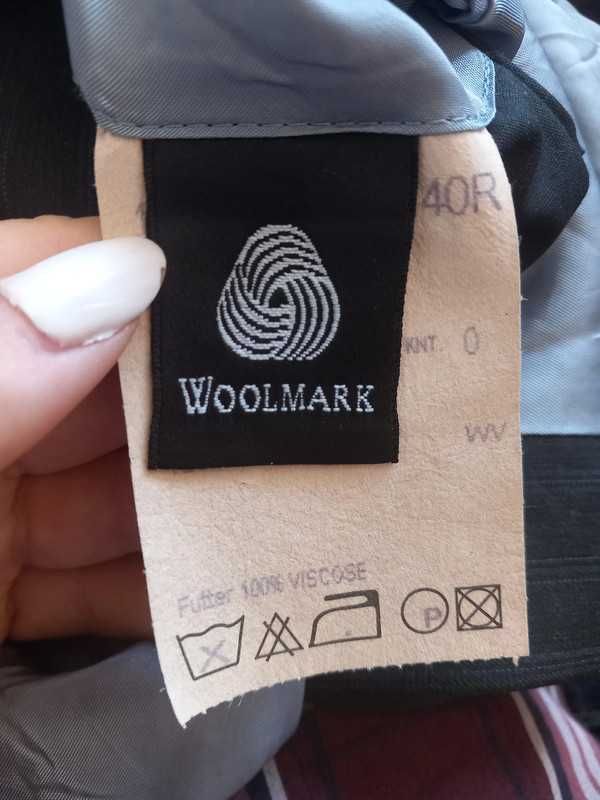 40R
KNT. 0
WOOLMARK
WV
Futter 100% VISCOSE
P